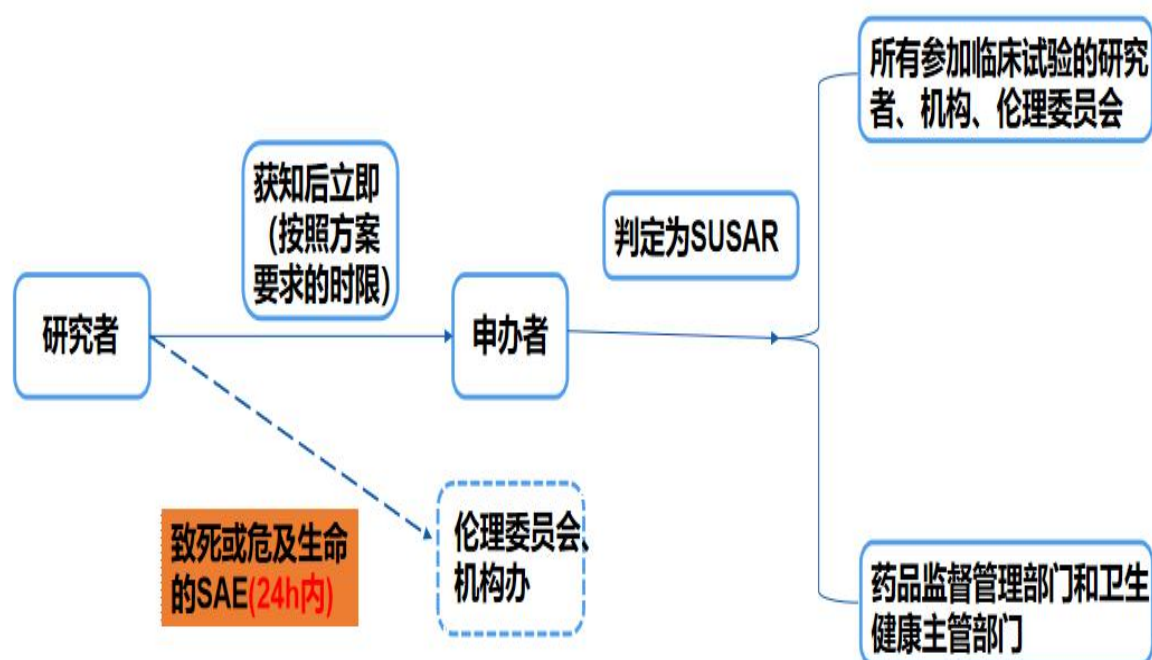 所有参加临床试验的研究
者、机构、伦理委员会
获知后立即
（按照方案
要求的时限)
判定为SUSAR
研究者
申办者
致死或危及生命
的SAE(24h内)
伦理委员会、
机构办
药品监督管理部门和卫生
健康主管部门